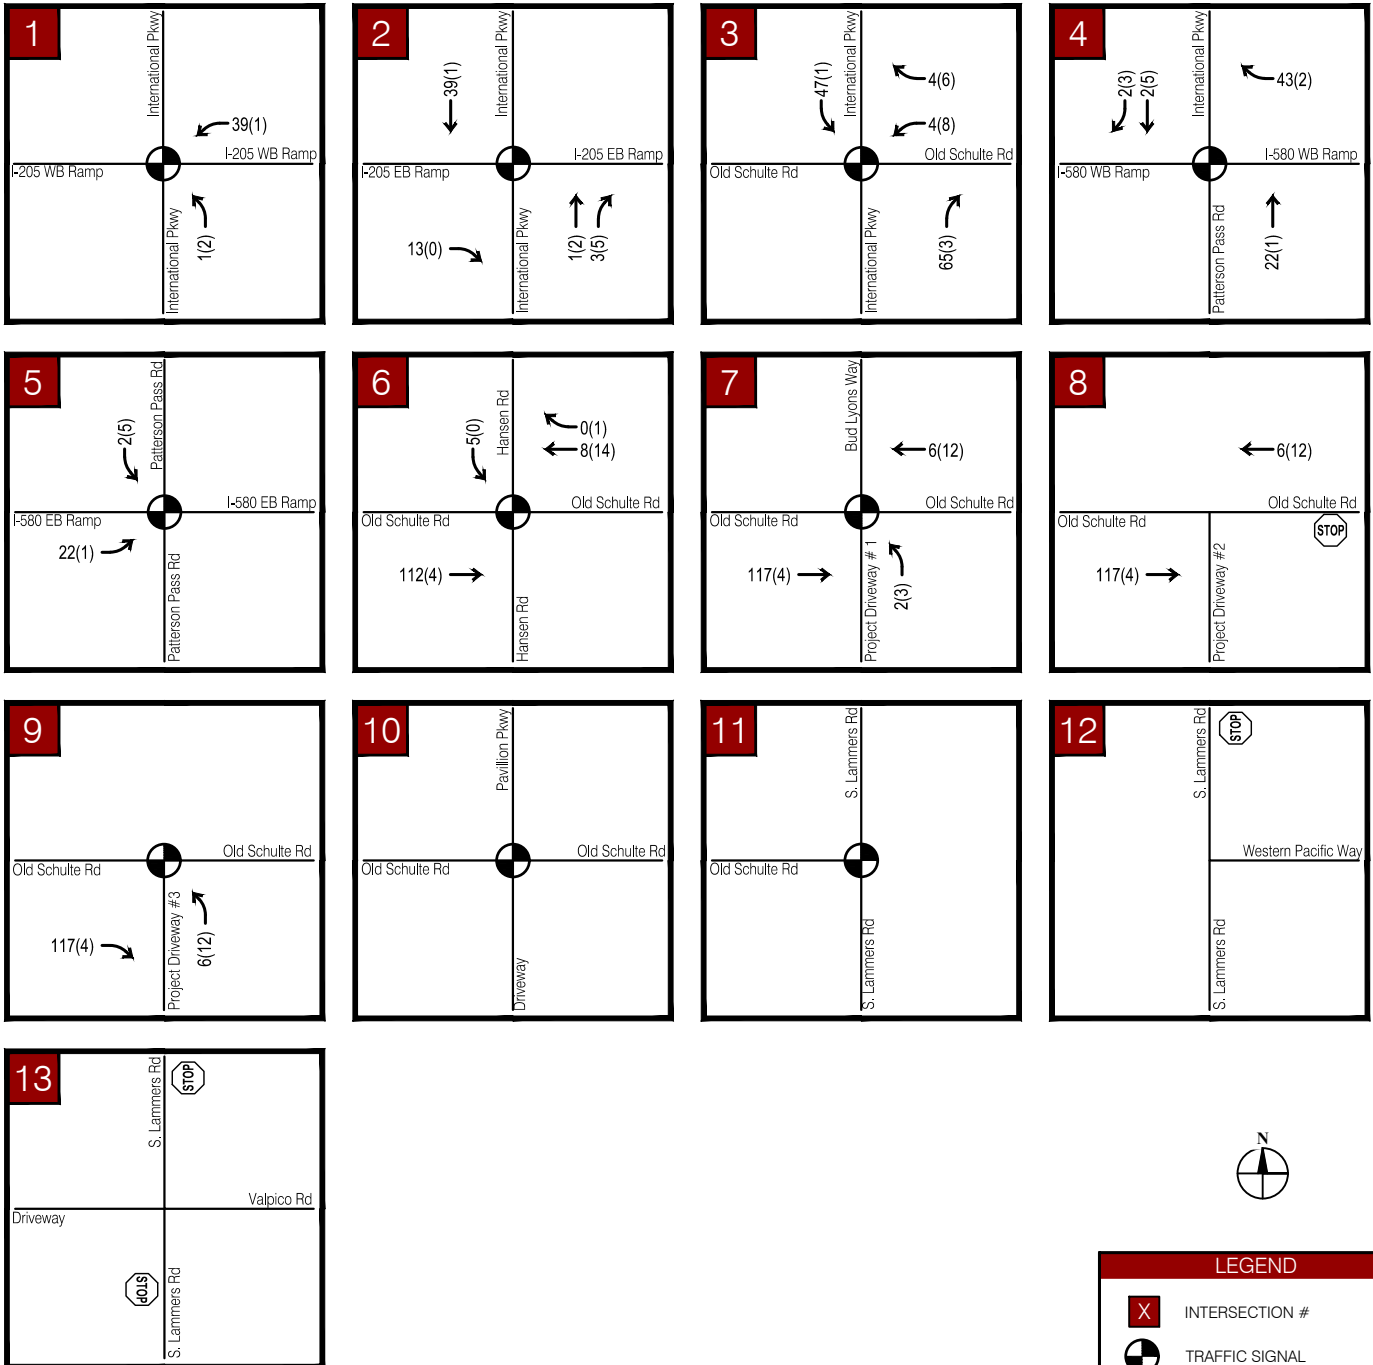 1
International Pkwy
39(1)
I-205 WB Ramp
I-205 WB Ramp
1(2)
International Pkwy
2
International Pkwy
39(1)
I-205 EB Ramp
I-205 EB Ramp
13(0)
1(2)
3(5)
International Pkwy
3
International Pkwy
47(1)
4(6)
4(8)
Old Schulte Rd
Old Schulte Rd
65(3)
International Pkwy
4
International Pkwy
2(3)
2(5)
43(2)
I-580 WB Ramp
I-580 WB Ramp
22(1)
Patterson Pass Rd
5
Patterson Pass Rd
2(5)
I-580 EB Ramp
I-580 EB Ramp
22(1)
Patterson Pass Rd
6
Hansen Rd
5(0)
0(1)
8(14)
Old Schulte Rd
Old Schulte Rd
112(4)
Hansen Rd
7
Bud Lyons Way
6(12)
Old Schulte Rd
Old Schulte Rd
117(4)
2(3)
Project Driveway # 1
8
6(12)
Old Schulte Rd
Old Schulte Rd
STOP
117(4)
Project Driveway #2
9
Old Schulte Rd
Old Schulte Rd
117(4)
6(12)
Project Driveway #3
10
Pavillion Pkwy
Old Schulte Rd
Old Schulte Rd
Driveway
11
S. Lammers Rd
Old Schulte Rd
S. Lammers Rd
12
S. Lammers Rd
STOP
Western Pacific Way
S. Lammers Rd
13
S. Lammers Rd
STOP
Valpico Rd
Driveway
STOP
S. Lammers Rd
N
LEGEND
X INTERSECTION #
TRAFFIC SIGNAL